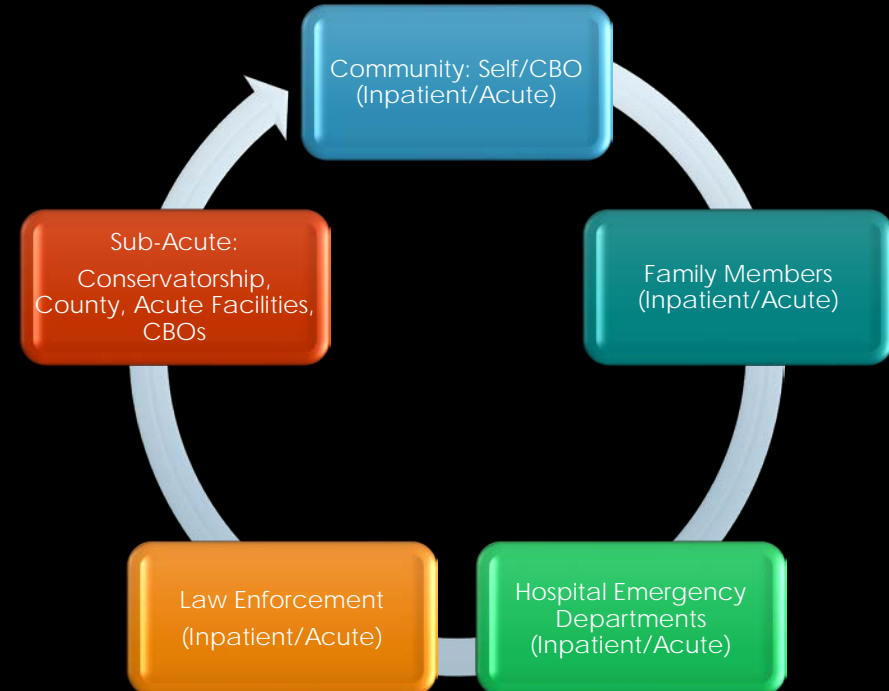 Community: Self/CBO
(Inpatient/Acute)
Family Members
(Inpatient/Acute)
Hospital Emergency
Departments
(Inpatient/Acute)
Law Enforcement
(Inpatient/Acute)
Sub-Acute:
Conservatorship,
County, Acute Facilities,
CBOs